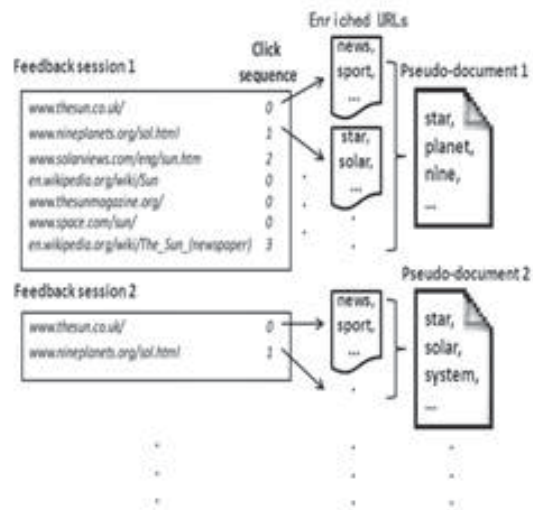 Enriched URLs
Click
sequence
Feedback session 1
www.thesun.co.uk/ 0
www.nineplanets.org/sol.html 1
www.solarviews.com/eng/sun.htm 2
en.wikipedia.org/wiki/Sun 0
www.thesunmagazine.org/ 0
www.space.com/sun/ 0
en.wikipedia.org/wiki/The_Sun_(newspaper) 3
news,
sport,
...
star,
solar,
...
Pseudo-document 1
star,
planet,
nine,
...
Feedback session 2
www.thesun.co.uk/ 0
www.nineplanets.org/sol.html 1
news,
sport,
...
Pseudo-document 2
star,
solar,
system,
...